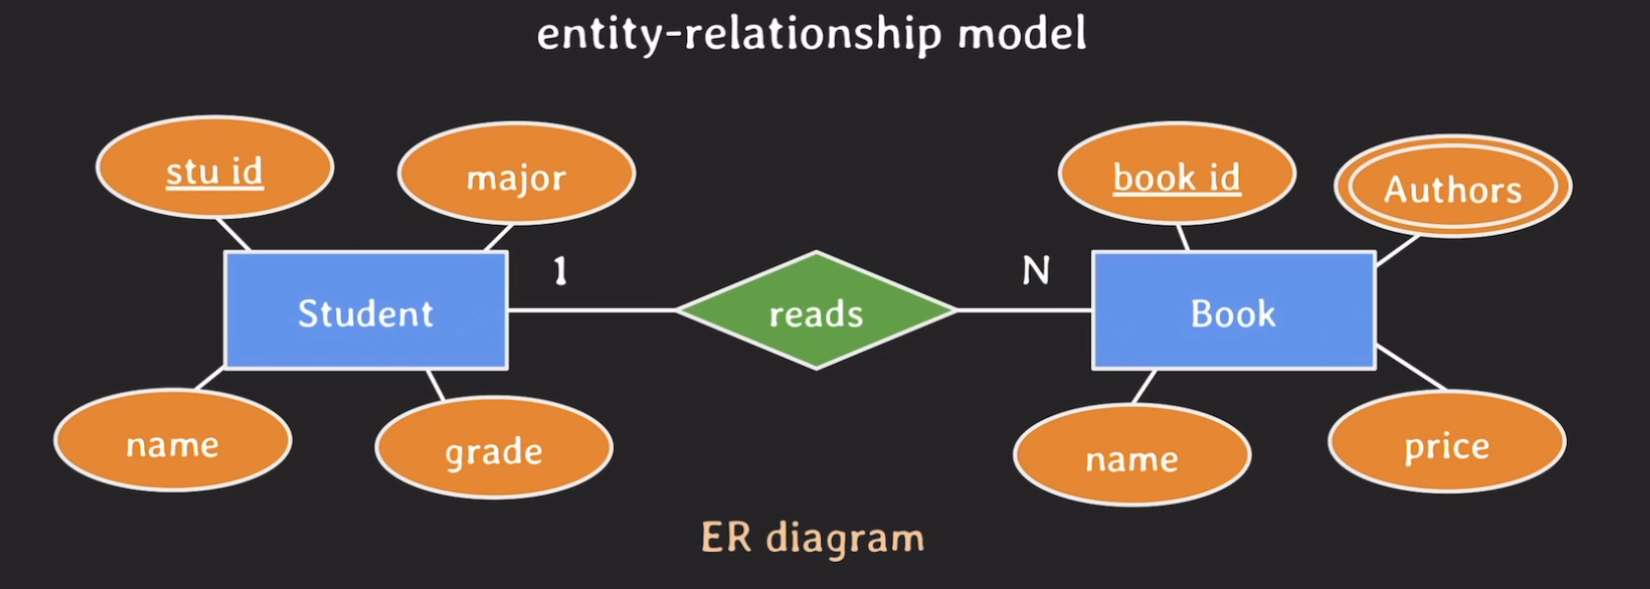 entity-relationship model
stu id
major
book id
Authors
1
N
Student
reads
Book
name
grade
name
price
ER diagram